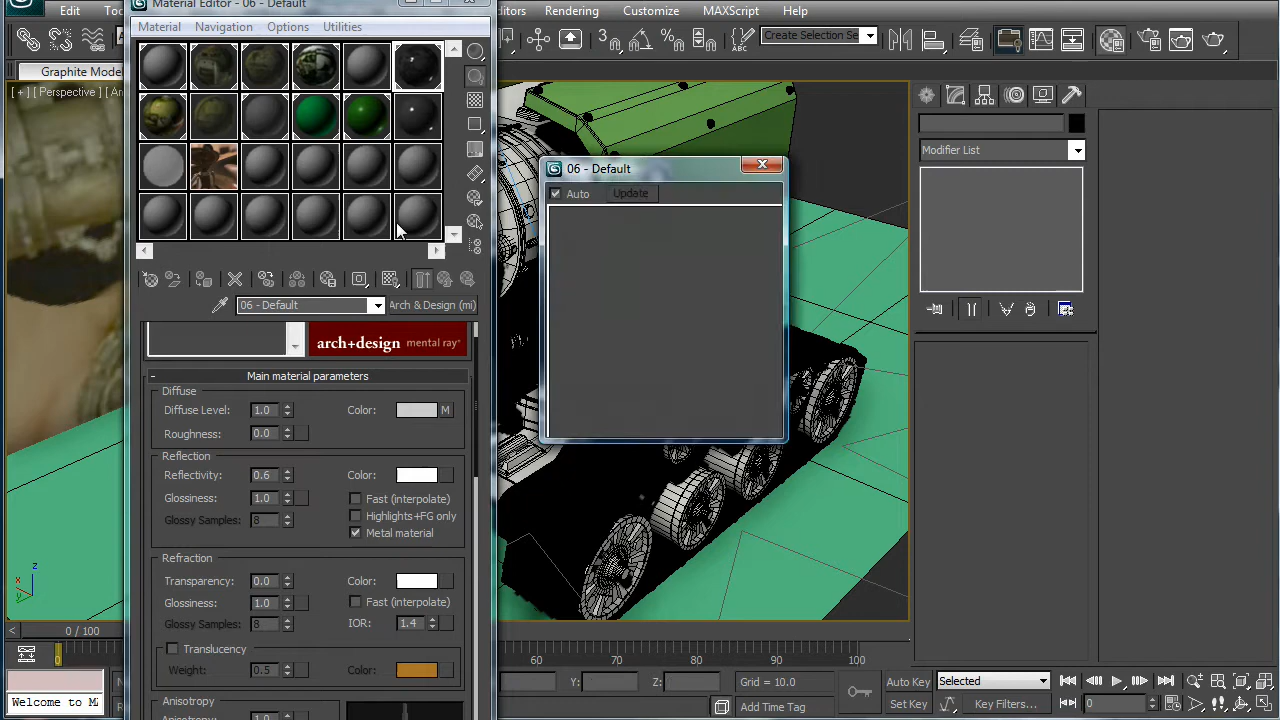 Material Editor - 06 - Default
Edit
Rendering
Customize
MAXScript
Help
Material
Navigation
Options
Utilities
Create Selection Se
Graphite Model
[ + ] [ Perspective ]
06 - Default
Auto
Update
Modifier List
06 - Default
Arch & Design (mi)
arch+design mental ray®
- Main material parameters
Diffuse
Diffuse Level: 1.0 Color: M
Roughness: 0.0
Reflection
Reflectivity: 0.6 Color:
Glossiness: 1.0 Fast (interpolate)
Glossy Samples: 8 Highlights+FG only
Metal material
Refraction
Transparency: 0.0 Color:
Glossiness: 1.0 Fast (interpolate)
Glossy Samples: 8 IOR: 1.4
Translucency
Weight: 0.5 Color:
Anisotropy
z
x
y
< 0 / 100
0
60 70 80 90 100
Y: Z: Grid = 10.0
Auto Key
Selected
Welcome to M
Add Time Tag
Set Key
Key Filters...
0